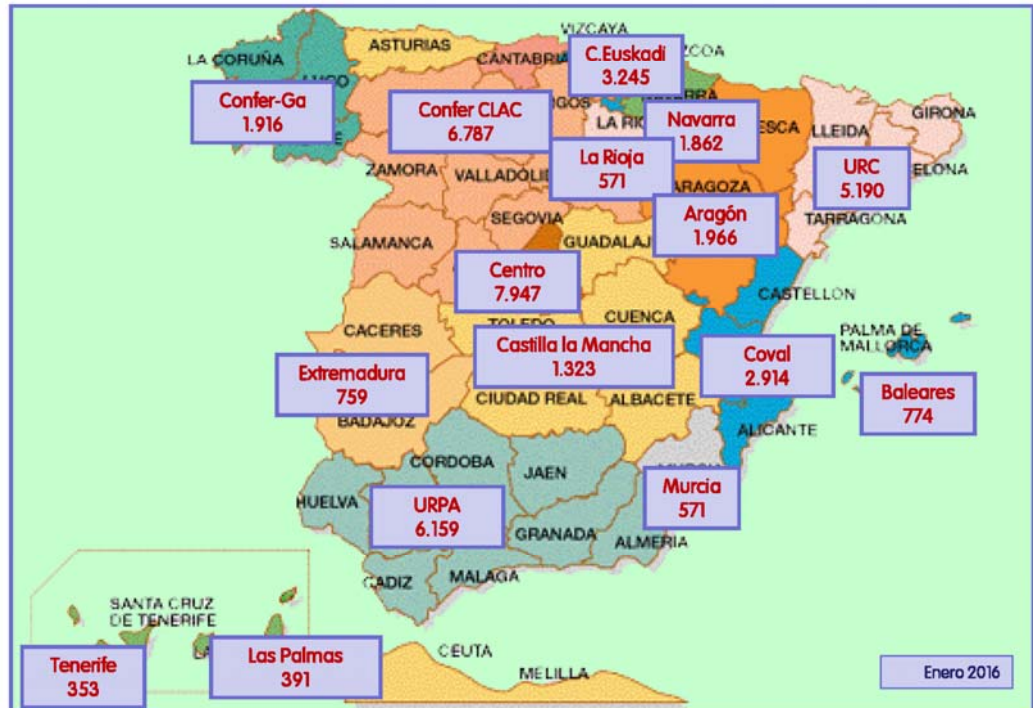 VIZCAYA
ASTURIAS
LA CORUÑA
CANTABRIA
C.Euskadi
3.245
Confer-Ga
1.916
Confer CLAC
6.787
Navarra
1.862
LLEIDA
GIRONA
La Rioja
571
URC
5.190
ZAMORA
VALLADOLID
TARRAGONA
Aragón
1.966
SEGOVIA
SALAMANCA
GUADALAJ
Centro
7.947
CASTELLON
CACERES
TOLEDO
CUENCA
PALMA DE
MALLORCA
Castilla la Mancha
1.323
Coval
2.914
Extremadura
759
Baleares
774
CIUDAD REAL
ALBACETE
BADAJOZ
ALICANTE
CORDOBA
JAEN
Murcia
571
HUELVA
URPA
6.159
GRANADA
ALMERIA
CADIZ
MALAGA
SANTA CRUZ
DE TENERIFE
Tenerife
353
Las Palmas
391
CEUTA
MELILLA
Enero 2016